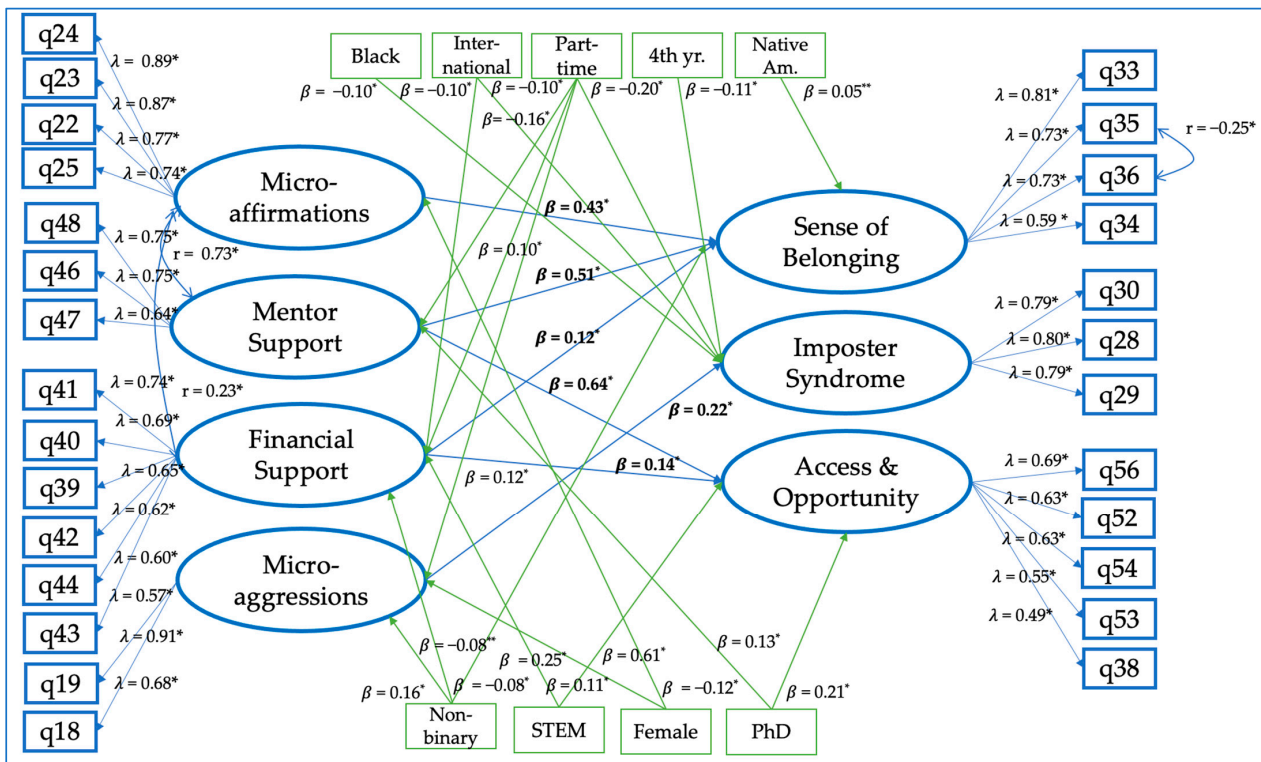 q24
q23
q22
q25
q48
q46
q47
q41
q40
q39
q42
q44
q43
q19
q18
λ = 0.89*
λ = 0.87*
λ = 0.77*
λ = 0.74*
λ = 0.75*
r = 0.73*
λ = 0.75*
λ = 0.64*
λ = 0.74*
r = 0.23*
λ = 0.69*
λ = 0.65*
λ = 0.62*
λ = 0.60*
λ = 0.57*
λ = 0.91*
λ = 0.68*
Micro-
affirmations
Mentor
Support
Financial
Support
Micro-
aggressions
Black
Inter-
national
Part-
time
4th yr.
Native
Am.
β = −0.10*
β = −0.10*
β = −0.10*
β = −0.20*
β = −0.11*
β = 0.05**
β = −0.16*
β = 0.43*
β = 0.10*
β = 0.51*
β = 0.12*
β = 0.64*
β = 0.22*
β = 0.14*
β = 0.12*
β = −0.08**
β = 0.25*
β = 0.61*
β = 0.13*
β = 0.16*
β = −0.08*
β = 0.11*
β = −0.12*
β = 0.21*
Non-
binary
STEM
Female
PhD
Sense of
Belonging
Imposter
Syndrome
Access &
Opportunity
λ = 0.81*
λ = 0.73*
λ = 0.73*
λ = 0.59 *
r = −0.25*
λ = 0.79*
λ = 0.80*
λ = 0.79*
λ = 0.69*
λ = 0.63*
λ = 0.63*
λ = 0.55*
λ = 0.49*
q33
q35
q36
q34
q30
q28
q29
q56
q52
q54
q53
q38